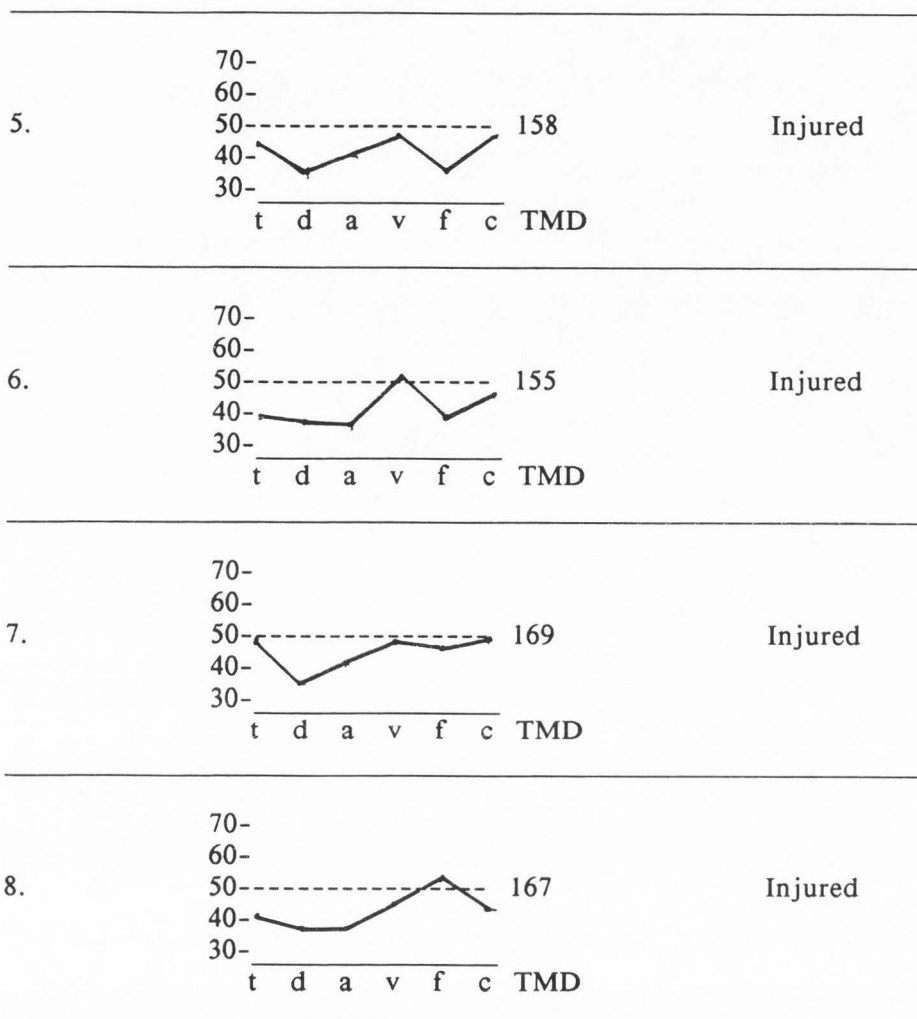 70-
60-
5. 50- 158 Injured
40-
30-
t d a v f c TMD
70-
60-
6. 50- 155 Injured
40-
30-
t d a v f c TMD
70-
60-
7. 50- 169 Injured
40-
30-
t d a v f c TMD
70-
60-
8. 50- 167 Injured
40-
30-
t d a v f c TMD